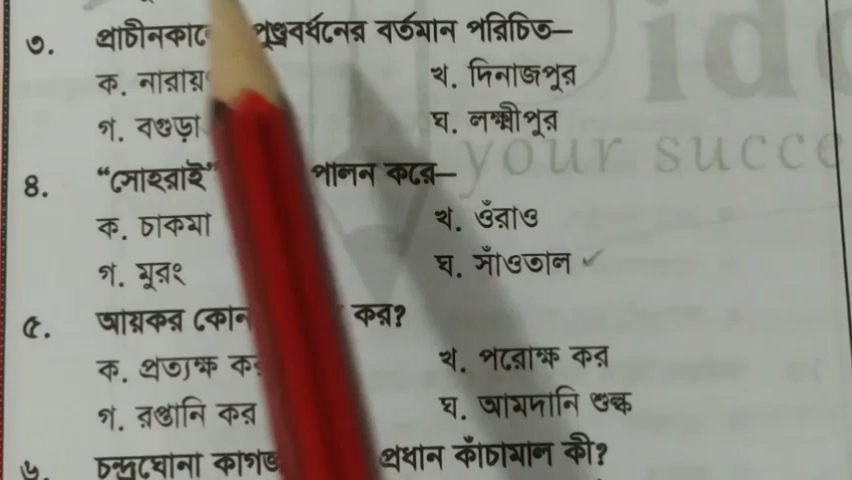 ৩. প্রাচীনকালে পুণ্ড্রবর্ধনের বর্তমান পরিচিত—
ক. নারায়
খ. দিনাজপুর
গ. বগুড়া
ঘ. লক্ষ্মীপুর
৪. “সোহরাই” পালন করে—
ক. চাকমা
খ. ওঁরাও
গ. মুরং
ঘ. সাঁওতাল
৫. আয়কর কোন কর?
ক. প্রত্যক্ষ কর
খ. পরোক্ষ কর
গ. রপ্তানি কর
ঘ. আমদানি শুল্ক
৬. চন্দ্রঘোনা কাগজ প্রধান কাঁচামাল কী?
your succe